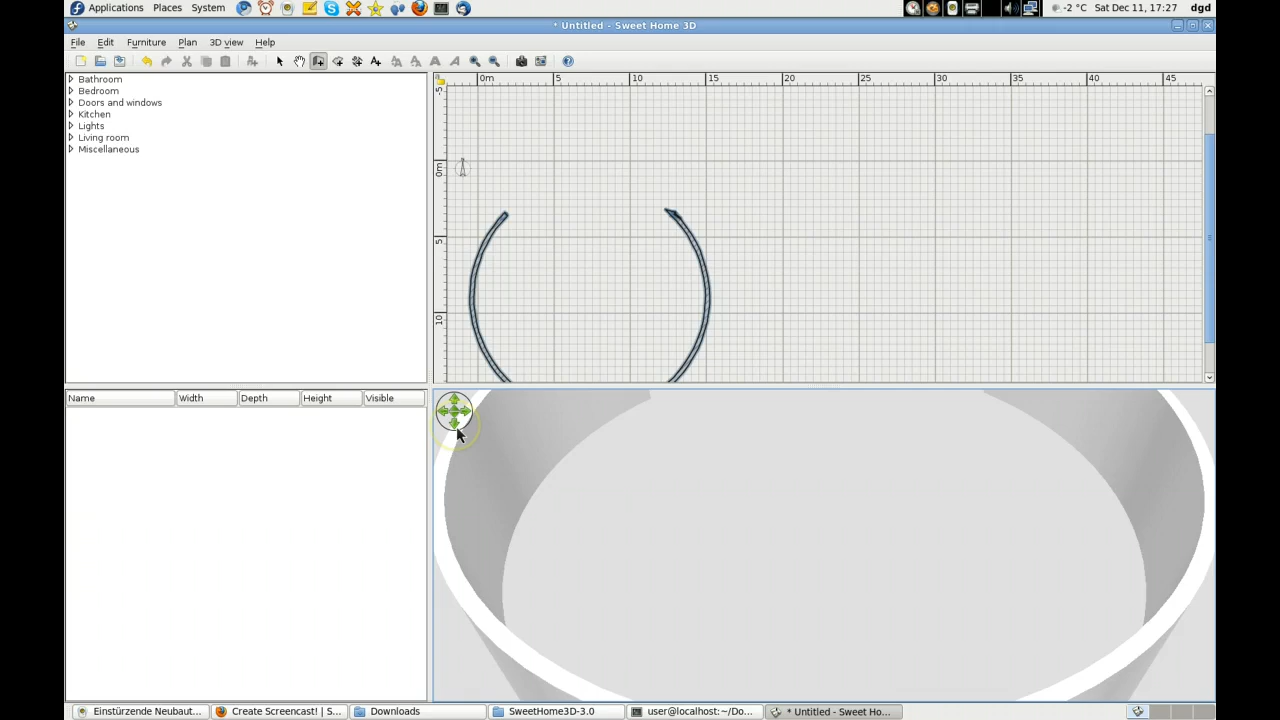 Applications Places System -2 °C Sat Dec 11, 17:27 dgd
* Untitled - Sweet Home 3D
File Edit Furniture Plan 3D view Help
Bathroom
Bedroom
Doors and windows
Kitchen
Lights
Living room
Miscellaneous
0m 5 10 15 20 25 30 35 40 45
-5
0m
5
10
Name Width Depth Height Visible
Einstürzende Neubaut... Create Screencast! | S... Downloads SweetHome3D-3.0 user@localhost:~/Do... * Untitled - Sweet Ho...